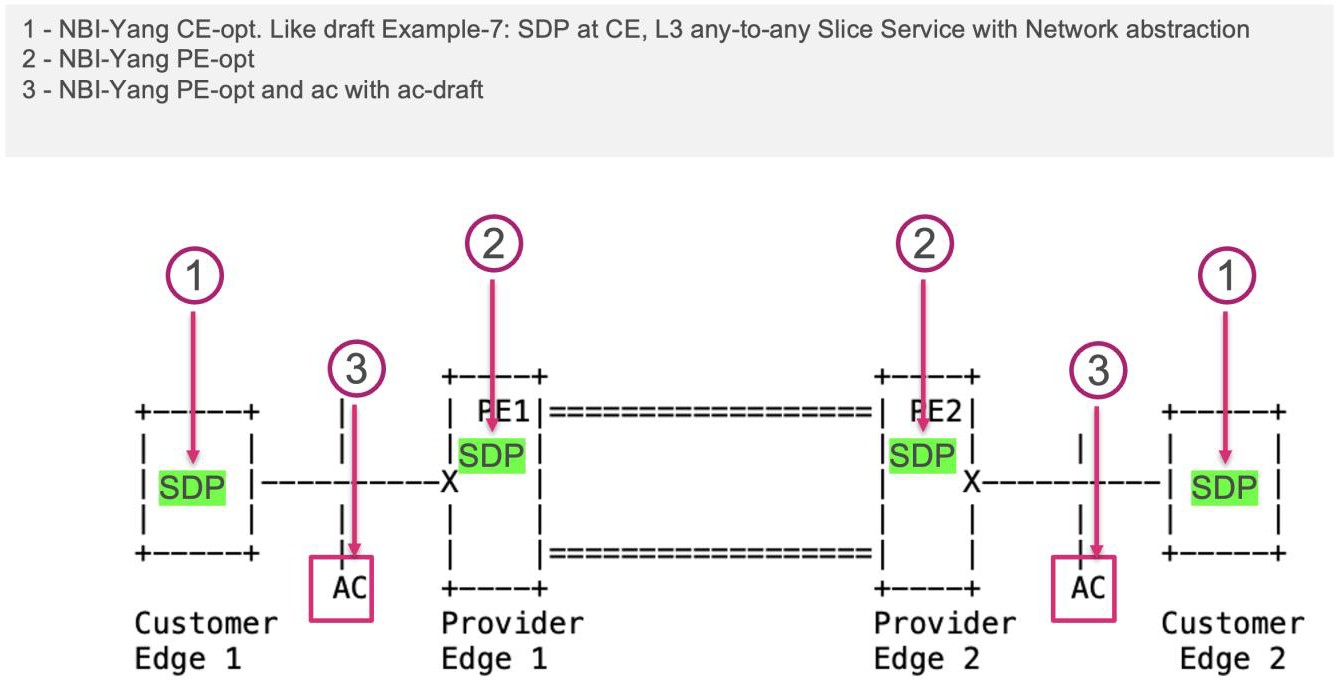 1 - NBI-Yang CE-opt. Like draft Example-7: SDP at CE, L3 any-to-any Slice Service with Network abstraction
2 - NBI-Yang PE-opt
3 - NBI-Yang PE-opt and ac with ac-draft
2 2
1 1
3 3
PE1 PE2
SDP SDP
SDP X X SDP
AC AC
Customer Provider Provider Customer
Edge 1 Edge 1 Edge 2 Edge 2